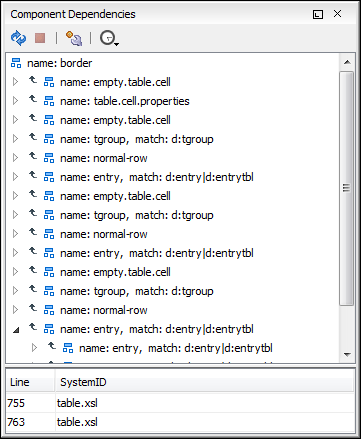 Component Dependencies
name: border
name: empty.table.cell
name: table.cell.properties
name: empty.table.cell
name: tgroup, match: d:tgroup
name: normal-row
name: entry, match: d:entry|d:entrytbl
name: empty.table.cell
name: tgroup, match: d:tgroup
name: normal-row
name: entry, match: d:entry|d:entrytbl
name: empty.table.cell
name: tgroup, match: d:tgroup
name: normal-row
name: entry, match: d:entry|d:entrytbl
name: entry, match: d:entry|d:entrytbl
Line SystemID
755 table.xsl
763 table.xsl